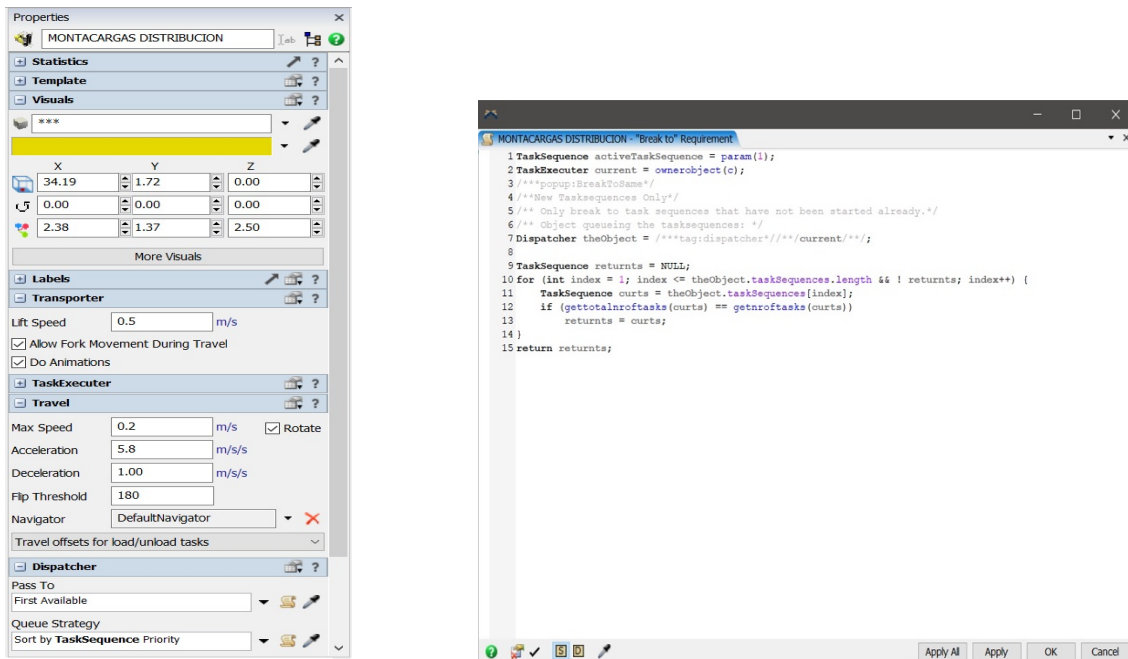 Properties
MONTACARGAS DISTRIBUCION
Statistics
Template
Visuals
***
X Y Z
34.19 1.72 0.00
0.00 0.00 0.00
2.38 1.37 2.50
More Visuals
Labels
Transporter
Lift Speed 0.5 m/s
Allow Fork Movement During Travel
Do Animations
TaskExecuter
Travel
Max Speed 0.2 m/s Rotate
Acceleration 5.8 m/s/s
Deceleration 1.00 m/s/s
Flip Threshold 180
Navigator DefaultNavigator
Travel offsets for load/unload tasks
Dispatcher
Pass To
First Available
Queue Strategy
Sort by TaskSequence Priority
MONTACARGAS DISTRIBUCION - "Break to" Requirement
1 TaskSequence activeTaskSequence = param(1);
2 TaskExecuter current = ownerobject(c);
3 /***popup:BreakToSame*/
4 /**New Tasksequences Only*/
5 /** Only break to task sequences that have not been started already.*/
6 /** Object queueing the tasksequences: */
7 Dispatcher theObject = /***tag:dispatcher*//**/current/**/;
8
9 TaskSequence returnts = NULL;
10 for (int index = 1; index <= theObject.taskSequences.length && ! returnts; index++) {
11 TaskSequence curts = theObject.taskSequences[index];
12 if (gettotalnroftasks(curts) == getnroftasks(curts))
13 returnts = curts;
14 }
15 return returnts;
S D Apply All Apply OK Cancel